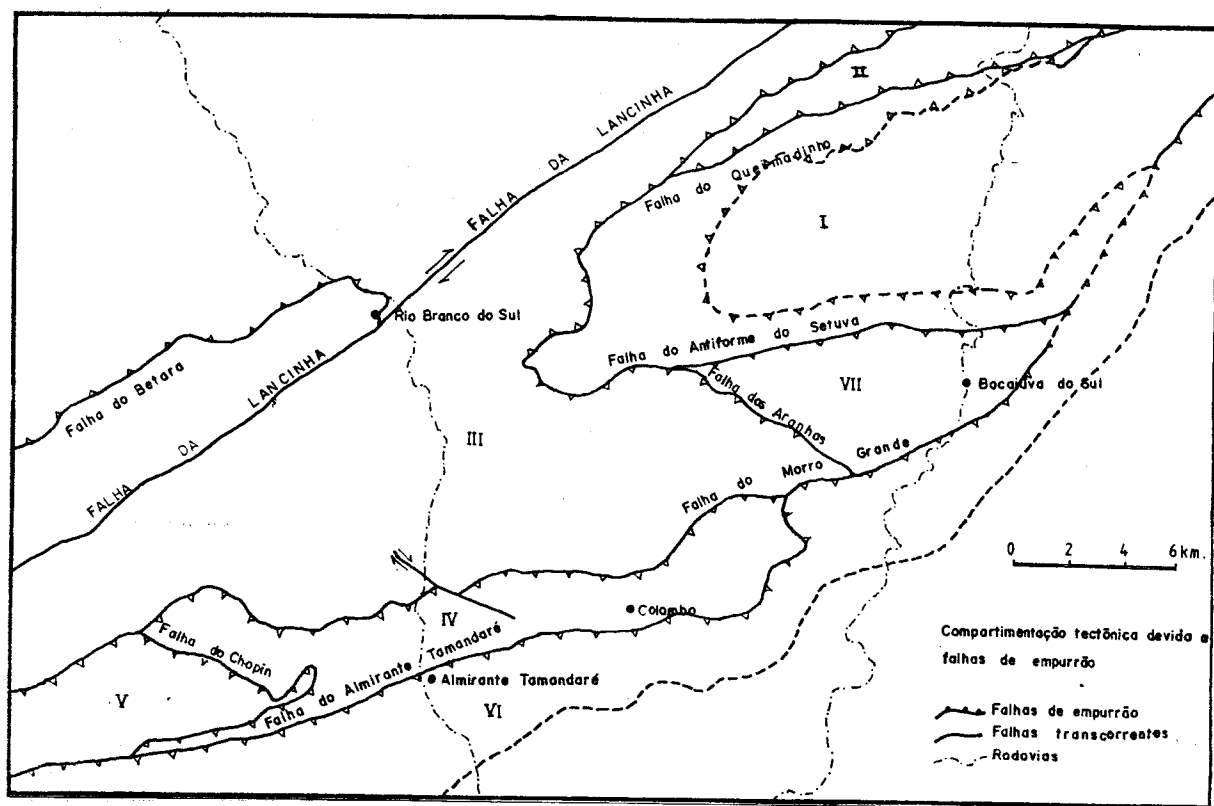 II
FALHA DA LANCINHA
Falha do Queimadinho
I
Rio Branco do Sul
Falha do Antiforme do Setuva
Falha do Betara
FALHA DA LANCINHA
Falha das Aranhas
VII
Bocaiuva do Sul
III
Falha do Morro Grande
0 2 4 6 km.
IV
Colombo
Falha do Chopin
Falha do Almirante Tamandaré
V
Almirante Tamandaré
VI
Compartimentação tectônica devida a
falhas de empurrão
Falhas de empurrão
Falhas transcorrentes
Rodovias